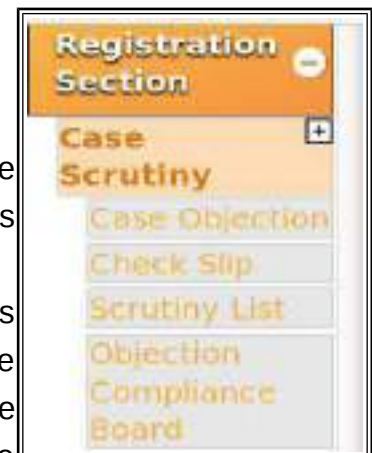 Registration
Section
Case
Scrutiny
Case Objection
Check Slip
Scrutiny List
Objection
Compliance
Board